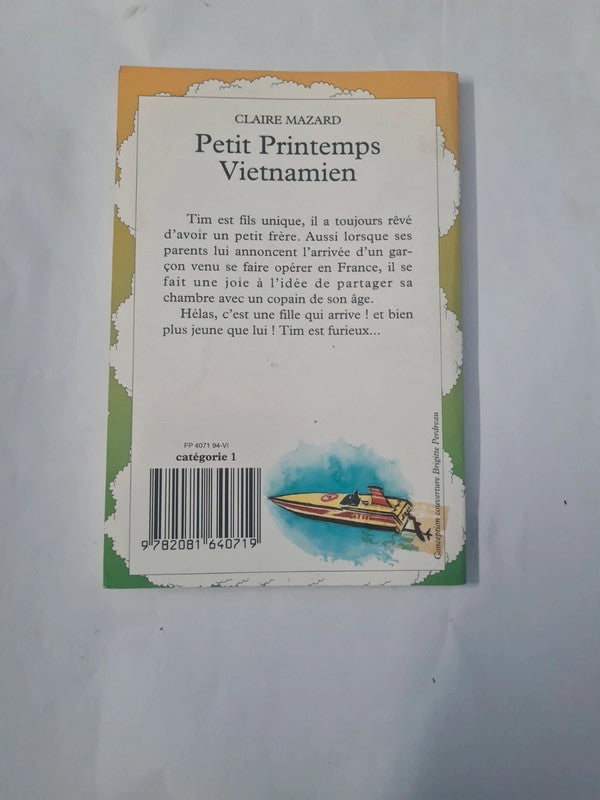 CLAIRE MAZARD
Petit Printemps
Vietnamien
Tim est fils unique, il a toujours rêvé
d'avoir un petit frère. Aussi lorsque ses
parents lui annoncent l'arrivée d'un gar-
çon venu se faire opérer en France, il se
fait une joie à l'idée de partager sa
chambre avec un copain de son âge.
Hélas, c'est une fille qui arrive ! et bien
plus jeune que lui ! Tim est furieux...
FP 4071 94-VI
catégorie 1
9 782081 640719
Conception couverture Brigitte Perdreau